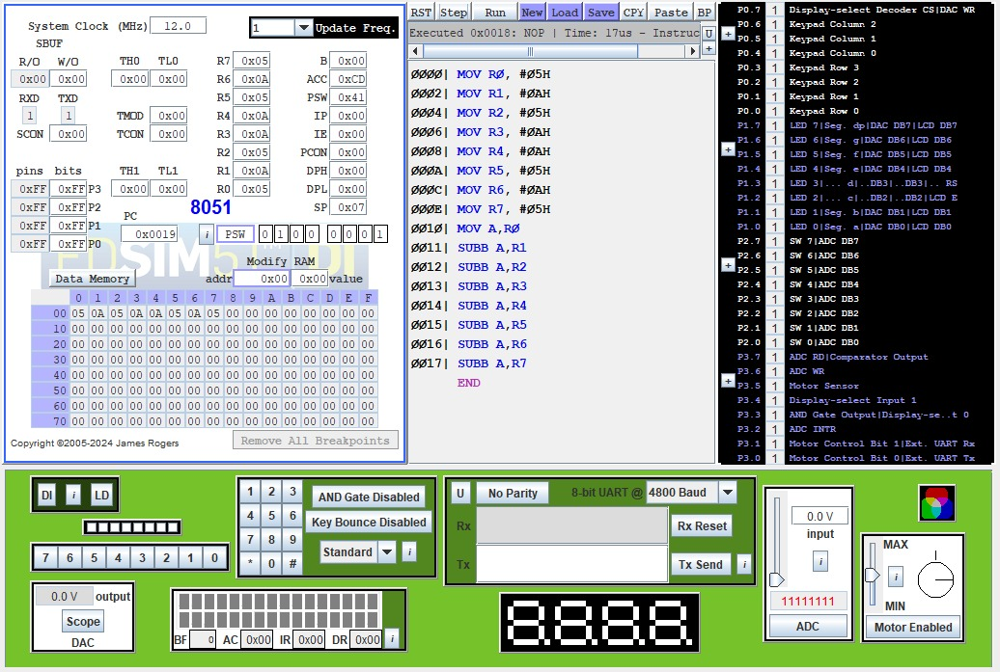 System Clock (MHz) 12.0 1 Update Freq.
SBUF
R/O W/O TH0 TL0 R7 0x05 B 0x00
0x00 0x00 0x00 0x00 R6 0x0A ACC 0xCD
RXD TXD R5 0x05 PSW 0x41
1 1 TMOD 0x00 R4 0x0A IP 0x00
SCON 0x00 TCON 0x00 R3 0x0A IE 0x00
R2 0x05 PCON 0x00
pins bits TH1 TL1 R1 0x0A DPH 0x00
0xFF 0xFF P3 0x00 0x00 R0 0x05 DPL 0x00
0xFF 0xFF P2 8051 SP 0x07
0xFF 0xFF P1 PC
0xFF 0xFF P0 0x0019 i PSW 0 1 0 0 0 0 0 1
EDSIM51DI
Modify RAM
Data Memory addr 0x00 0x00 value
0 1 2 3 4 5 6 7 8 9 A B C D E F
00 05 0A 05 0A 0A 05 0A 05 00 00 00 00 00 00 00 00
10 00 00 00 00 00 00 00 00 00 00 00 00 00 00 00 00
20 00 00 00 00 00 00 00 00 00 00 00 00 00 00 00 00
30 00 00 00 00 00 00 00 00 00 00 00 00 00 00 00 00
40 00 00 00 00 00 00 00 00 00 00 00 00 00 00 00 00
50 00 00 00 00 00 00 00 00 00 00 00 00 00 00 00 00
60 00 00 00 00 00 00 00 00 00 00 00 00 00 00 00 00
70 00 00 00 00 00 00 00 00 00 00 00 00 00 00 00 00
Copyright ©2005-2024 James Rogers Remove All Breakpoints
RST Step Run New Load Save CPY Paste BP
Executed 0x0018: NOP | Time: 17us - Instruc U
+
0000| MOV R0, #05H
0002| MOV R1, #0AH
0004| MOV R2, #05H
0006| MOV R3, #0AH
0008| MOV R4, #0AH
000A| MOV R5, #05H
000C| MOV R6, #0AH
000E| MOV R7, #05H
0010| MOV A,R0
0011| SUBB A,R1
0012| SUBB A,R2
0013| SUBB A,R3
0014| SUBB A,R4
0015| SUBB A,R5
0016| SUBB A,R6
0017| SUBB A,R7
END
P0.7 1 Display-select Decoder CS|DAC WR
P0.6 1 Keypad Column 2
+ P0.5 1 Keypad Column 1
P0.4 1 Keypad Column 0
P0.3 1 Keypad Row 3
P0.2 1 Keypad Row 2
P0.1 1 Keypad Row 1
P0.0 1 Keypad Row 0
P1.7 1 LED 7|Seg. dp|DAC DB7|LCD DB7
P1.6 1 LED 6|Seg. g|DAC DB6|LCD DB6
+ P1.5 1 LED 5|Seg. f|DAC DB5|LCD DB5
P1.4 1 LED 4|Seg. e|DAC DB4|LCD DB4
P1.3 1 LED 3|... d|..DB3|..DB3|.. RS
P1.2 1 LED 2|... c|..DB2|..DB2|LCD E
P1.1 1 LED 1|Seg. b|DAC DB1|LCD DB1
P1.0 1 LED 0|Seg. a|DAC DB0|LCD DB0
P2.7 1 SW 7|ADC DB7
P2.6 1 SW 6|ADC DB6
+ P2.5 1 SW 5|ADC DB5
P2.4 1 SW 4|ADC DB4
P2.3 1 SW 3|ADC DB3
P2.2 1 SW 2|ADC DB2
P2.1 1 SW 1|ADC DB1
P2.0 1 SW 0|ADC DB0
P3.7 1 ADC RD|Comparator Output
P3.6 1 ADC WR
+ P3.5 1 Motor Sensor
P3.4 1 Display-select Input 1
P3.3 1 AND Gate Output|Display-se..t 0
P3.2 1 ADC INTR
P3.1 1 Motor Control Bit 1|Ext. UART Rx
P3.0 1 Motor Control Bit 0|Ext. UART Tx
DI i LD
7 6 5 4 3 2 1 0
0.0 V output
Scope
DAC
1 2 3 AND Gate Disabled
4 5 6 Key Bounce Disabled
7 8 9 Standard i
* 0 #
BF 0 AC 0x00 IR 0x00 DR 0x00 i
U No Parity 8-bit UART @ 4800 Baud
Rx Rx Reset
Tx Tx Send i
8.8.8.8.
0.0 V
input
i
11111111
ADC
MAX
i
MIN
Motor Enabled